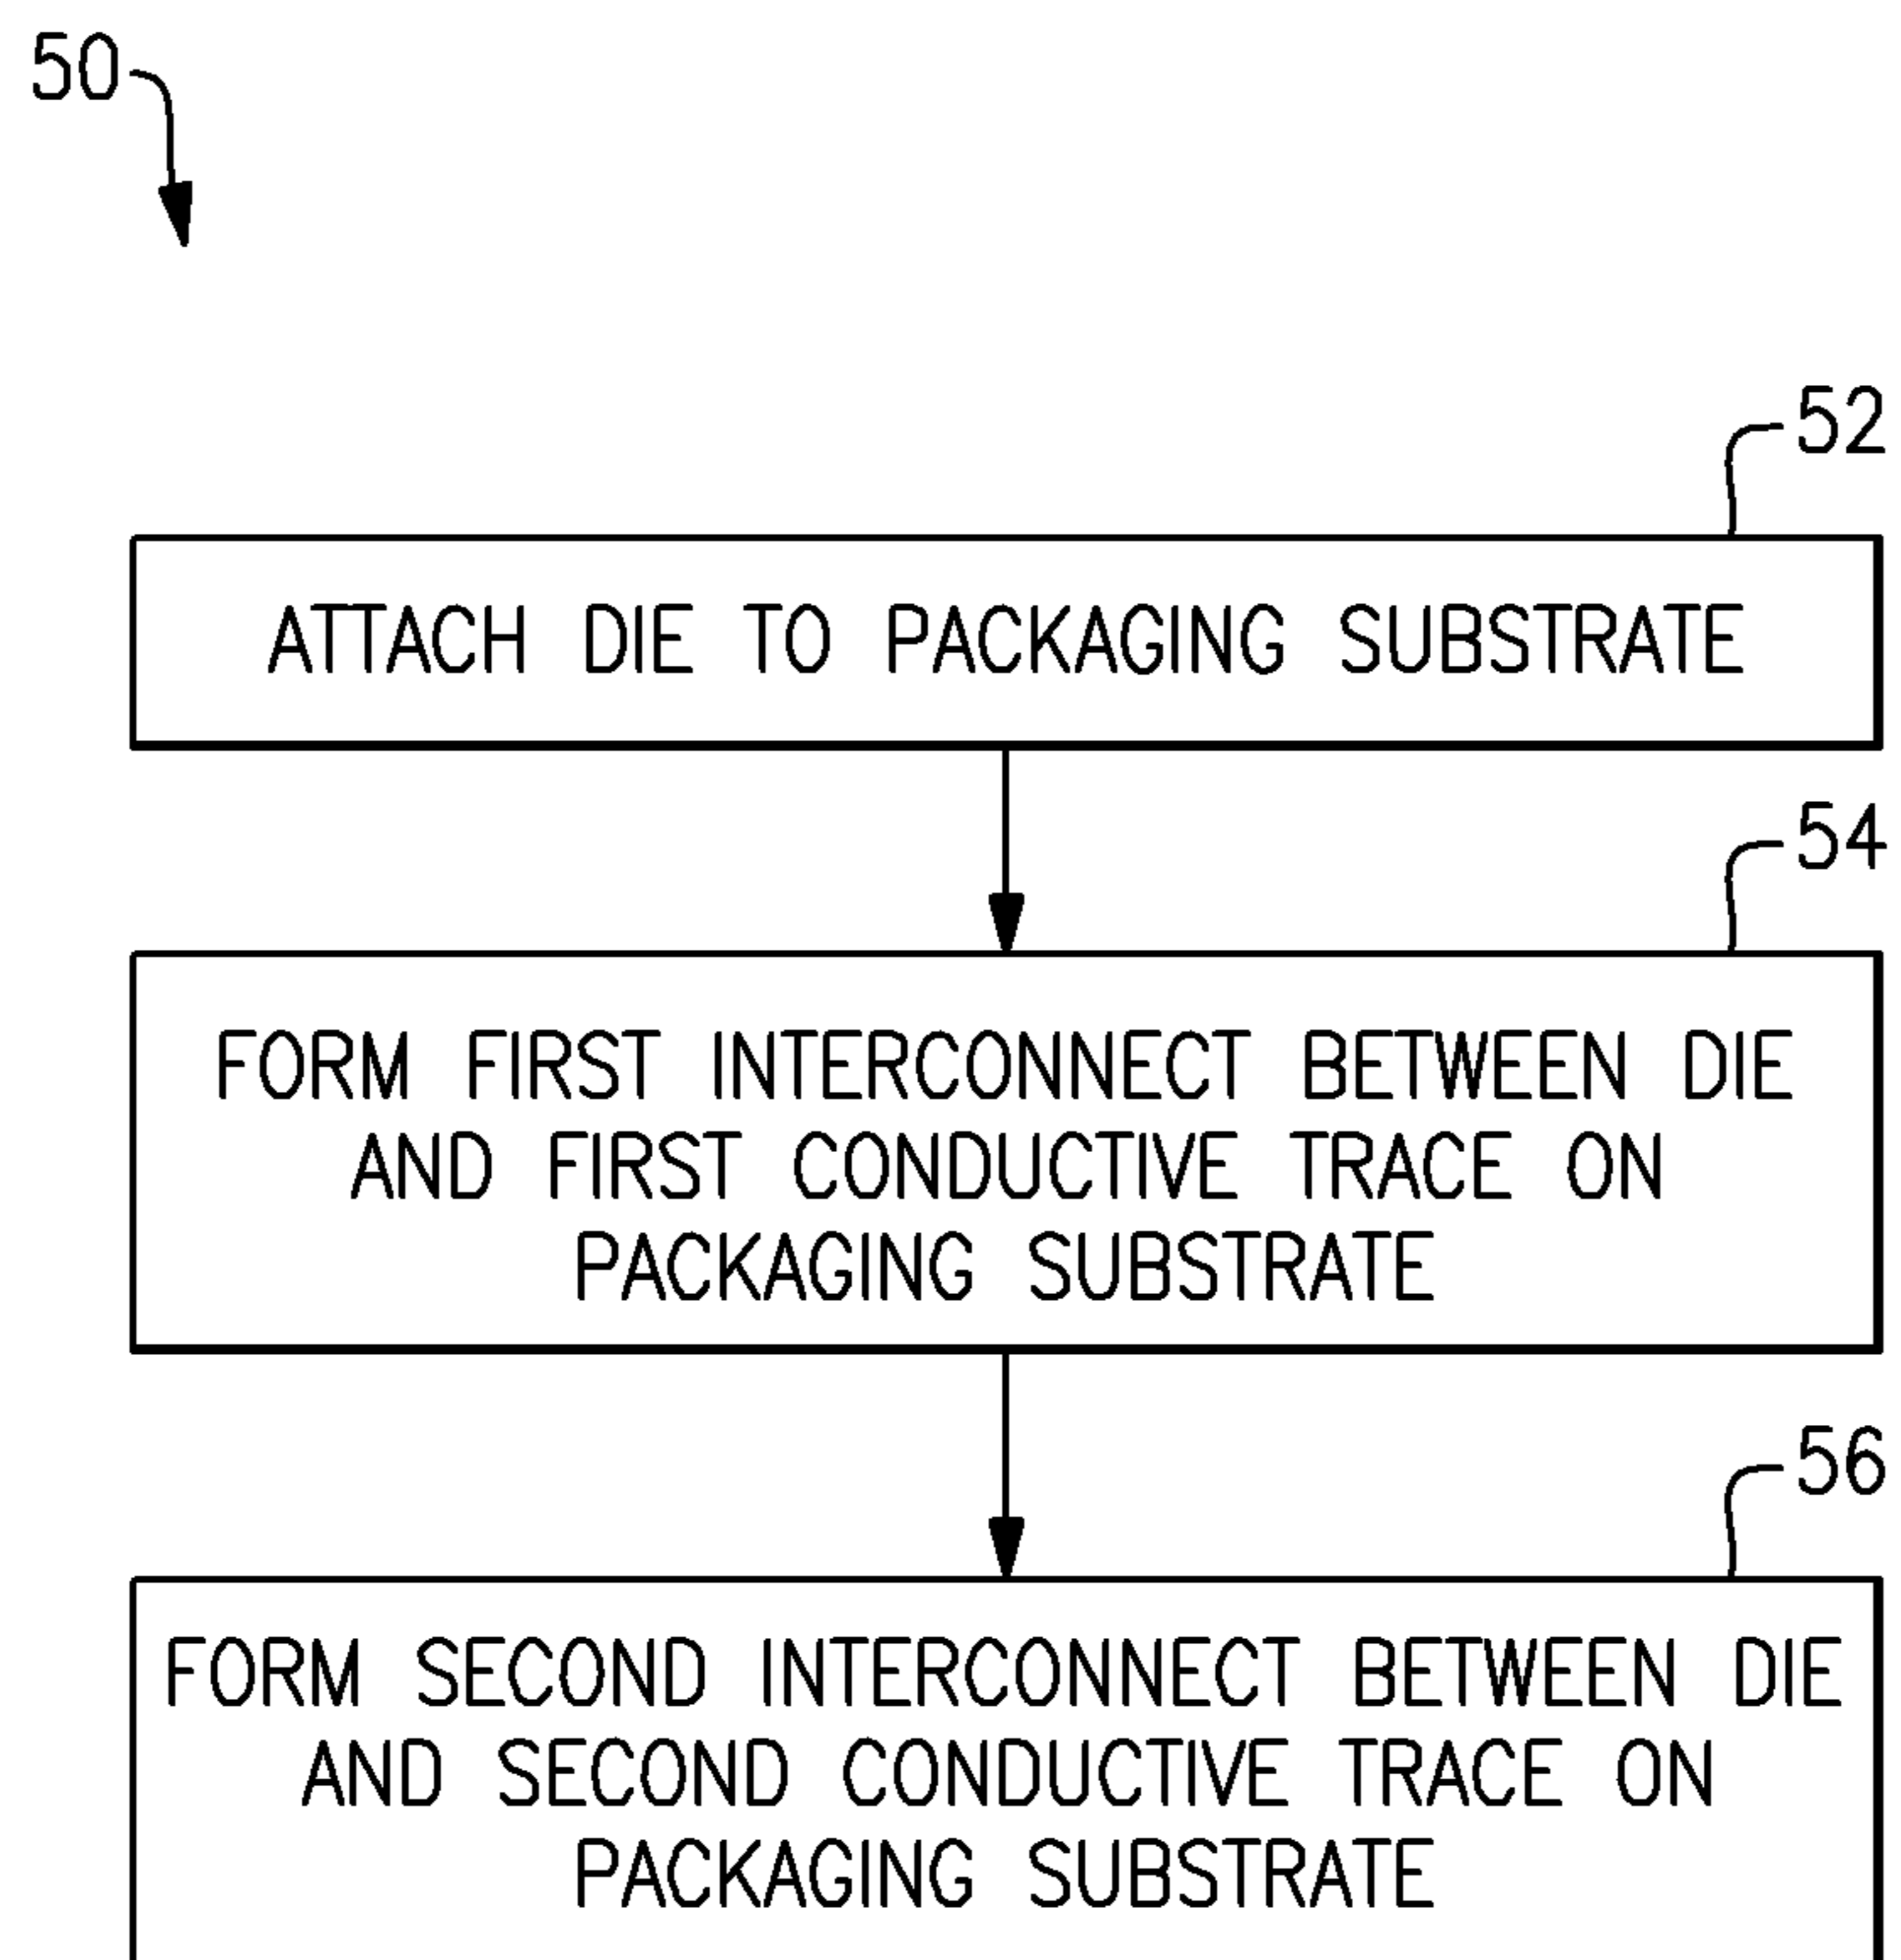 50
52
ATTACH DIE TO PACKAGING SUBSTRATE
54
FORM FIRST INTERCONNECT BETWEEN DIE
AND FIRST CONDUCTIVE TRACE ON
PACKAGING SUBSTRATE
56
FORM SECOND INTERCONNECT BETWEEN DIE
AND SECOND CONDUCTIVE TRACE ON
PACKAGING SUBSTRATE